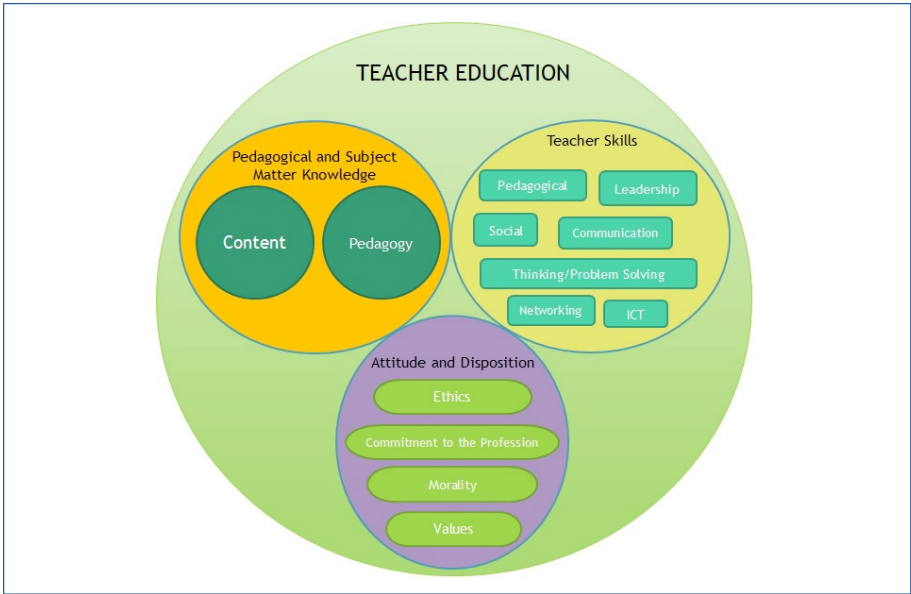 TEACHER EDUCATION
Pedagogical and Subject
Matter Knowledge
Content
Pedagogy
Teacher Skills
Pedagogical
Leadership
Social
Communication
Thinking/Problem Solving
Networking
ICT
Attitude and Disposition
Ethics
Commitment to the Profession
Morality
Values